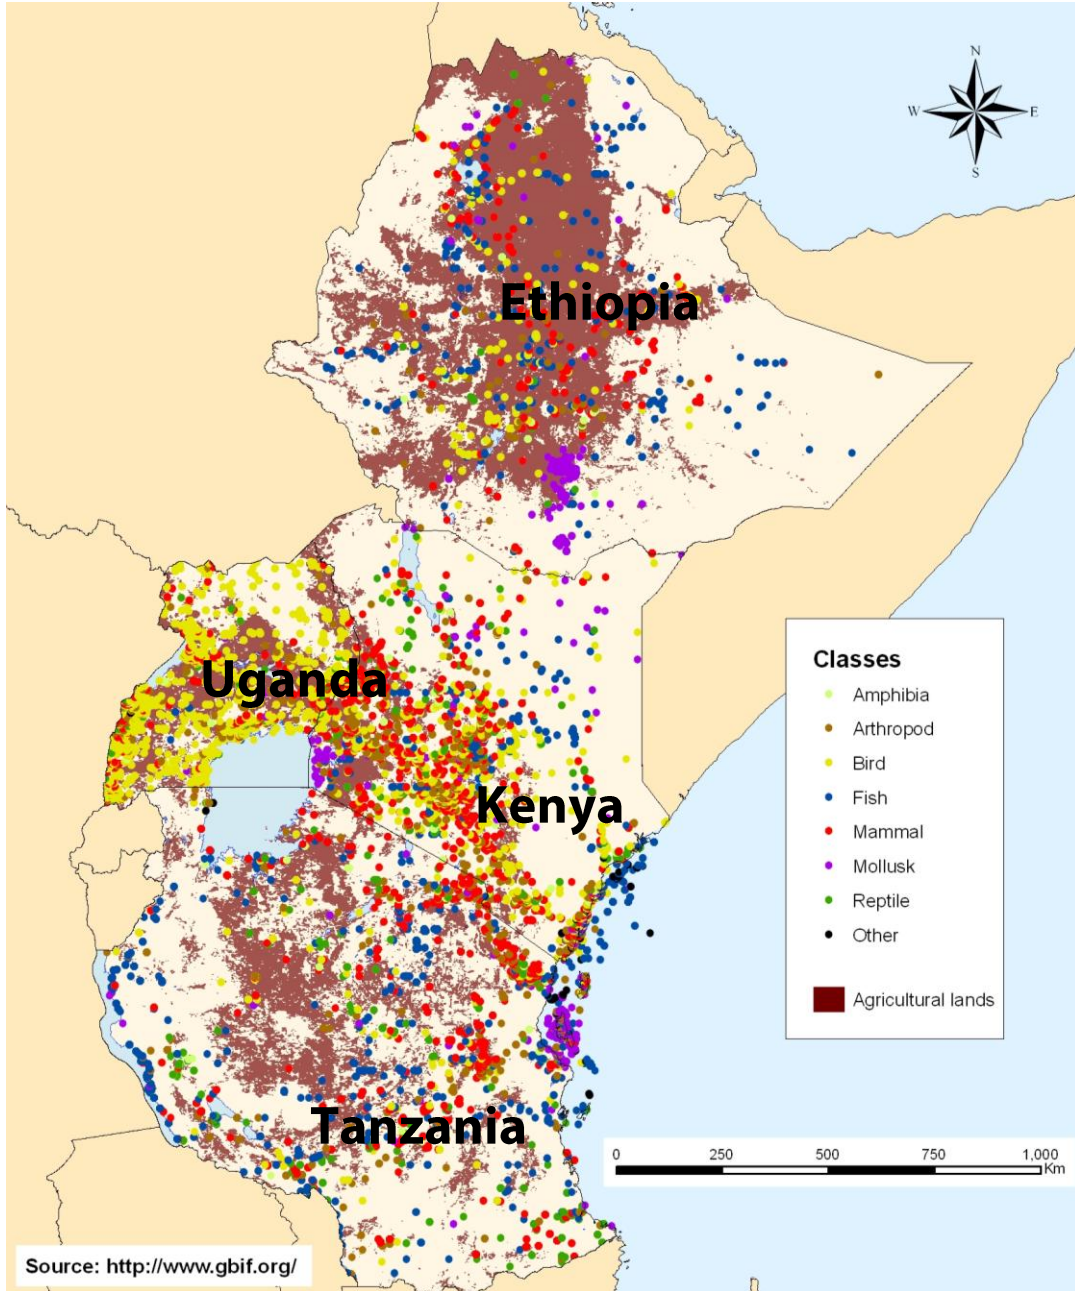 N
W E
S
Ethiopia
Uganda
Kenya
Tanzania
Classes
Amphibia
Arthropod
Bird
Fish
Mammal
Mollusk
Reptile
Other
Agricultural lands
0 250 500 750 1,000
Km
Source: http://www.gbif.org/